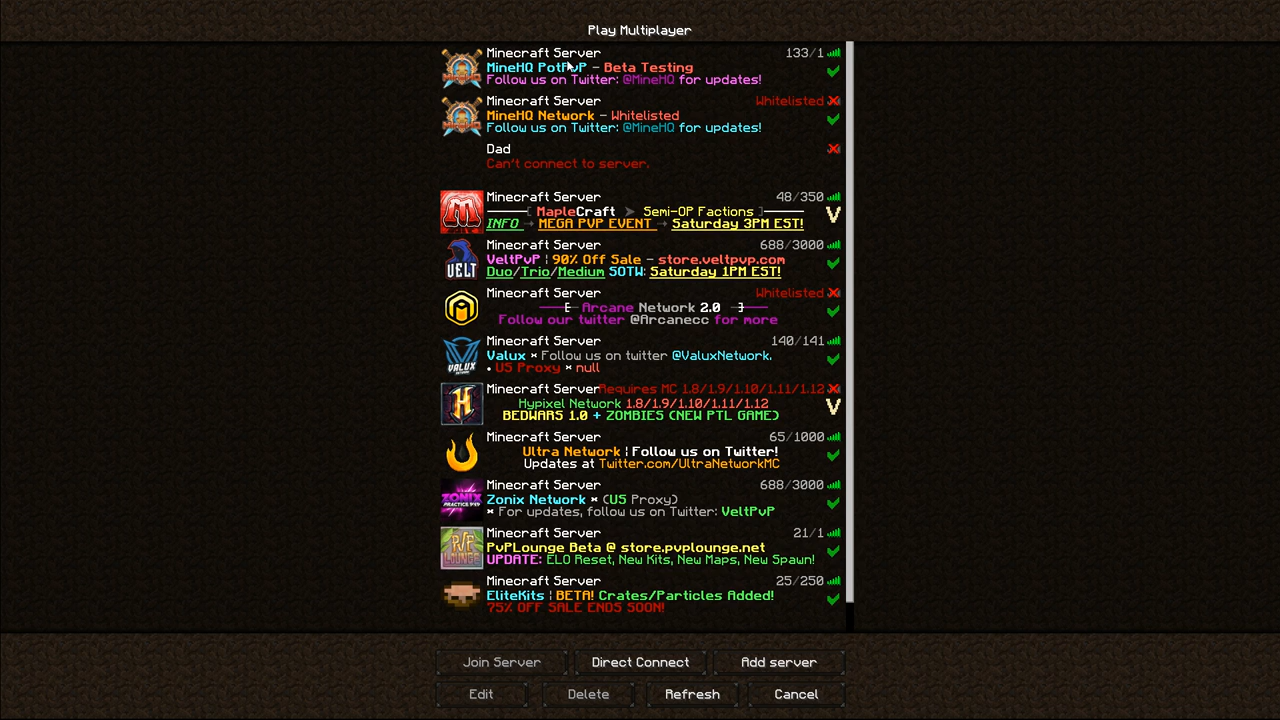 Play Multiplayer
Minecraft Server 133/1
MineHQ PotPvP - Beta Testing
Follow us on Twitter: @MineHQ for updates!
Minecraft Server Whitelisted
MineHQ Network - Whitelisted
Follow us on Twitter: @MineHQ for updates!
Dad
Can't connect to server.
Minecraft Server 48/350
[ MapleCraft ➤ Semi-OP Factions ]
INFO → MEGA PVP EVENT → Saturday 3PM EST!
Minecraft Server 688/3000
VELT
VeltPvP ¦ 90% Off Sale - store.veltpvp.com
Duo/Trio/Medium SOTW: Saturday 1PM EST!
Minecraft Server Whitelisted
[ Arcane Network 2.0 ]
Follow our twitter @Arcanecc for more
Minecraft Server 140/141
VALUX
Valux × Follow us on twitter @ValuxNetwork.
• US Proxy × null
Minecraft Server Requires MC 1.8/1.9/1.10/1.11/1.12
Hypixel Network 1.8/1.9/1.10/1.11/1.12
BEDWARS 1.0 + ZOMBIES (NEW PTL GAME)
Minecraft Server 65/1000
Ultra Network ¦ Follow us on Twitter!
Updates at Twitter.com/UltraNetworkMC
Minecraft Server 688/3000
ZONIX
PRACTICE PVP
Zonix Network × (US Proxy)
× For updates, follow us on Twitter: VeltPvP
Minecraft Server 21/1
PVP
LOUNGE
PvPLounge Beta @ store.pvplounge.net
UPDATE: ELO Reset, New Kits, New Maps, New Spawn!
Minecraft Server 25/250
EliteKits ¦ BETA! Crates/Particles Added!
75% OFF SALE ENDS SOON!
Join Server Direct Connect Add server
Edit Delete Refresh Cancel